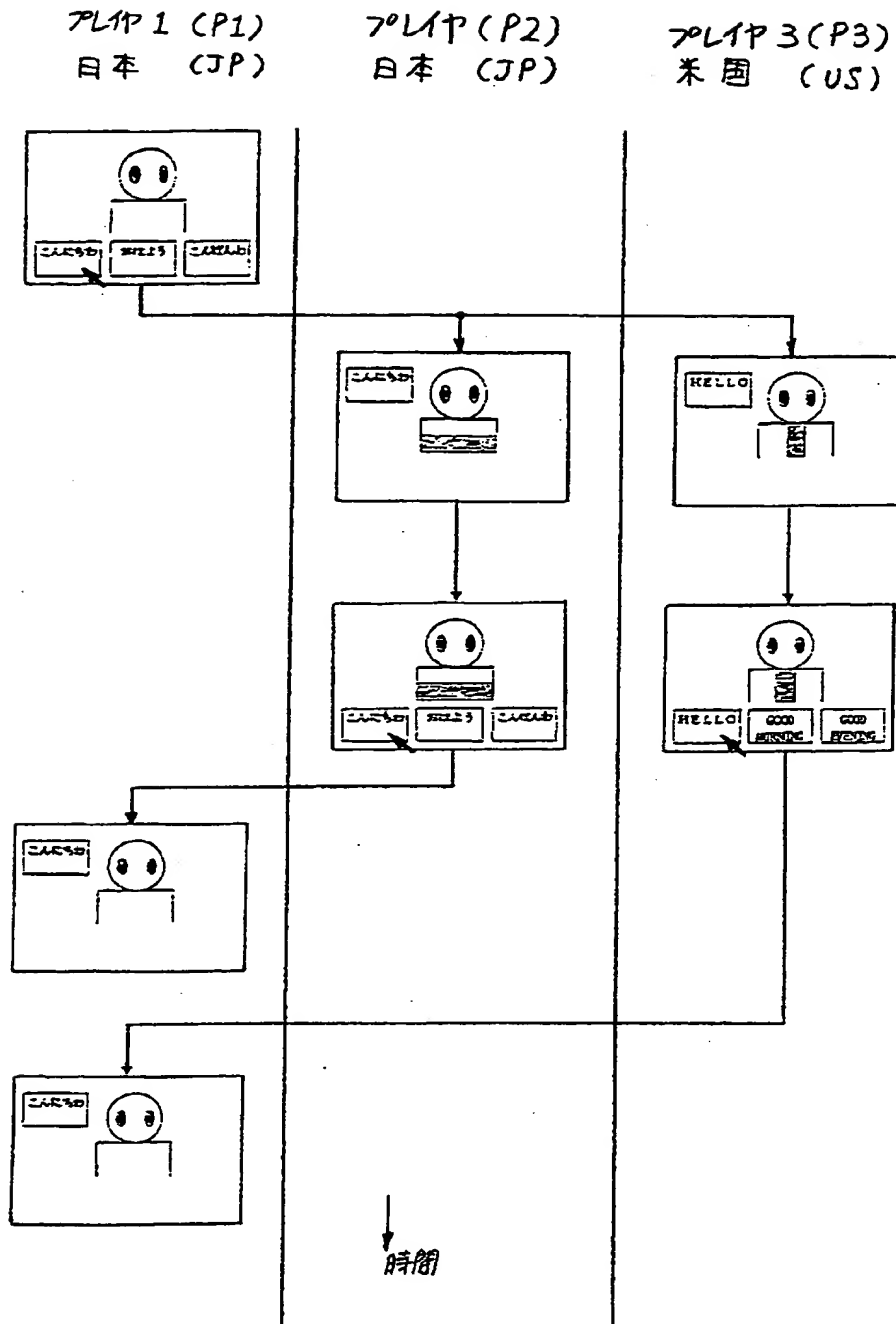 プレイヤ 1 (P1)
日本 (JP)
プレイヤ (P2)
日本 (JP)
プレイヤ 3 (P3)
米国 (US)
こんにちわ
おはよう
こんばんわ
こんにちわ
HELLO
こんにちわ
おはよう
こんばんわ
HELLO
GOOD
MORNING
GOOD
EVENING
こんにちわ
こんにちわ
時間